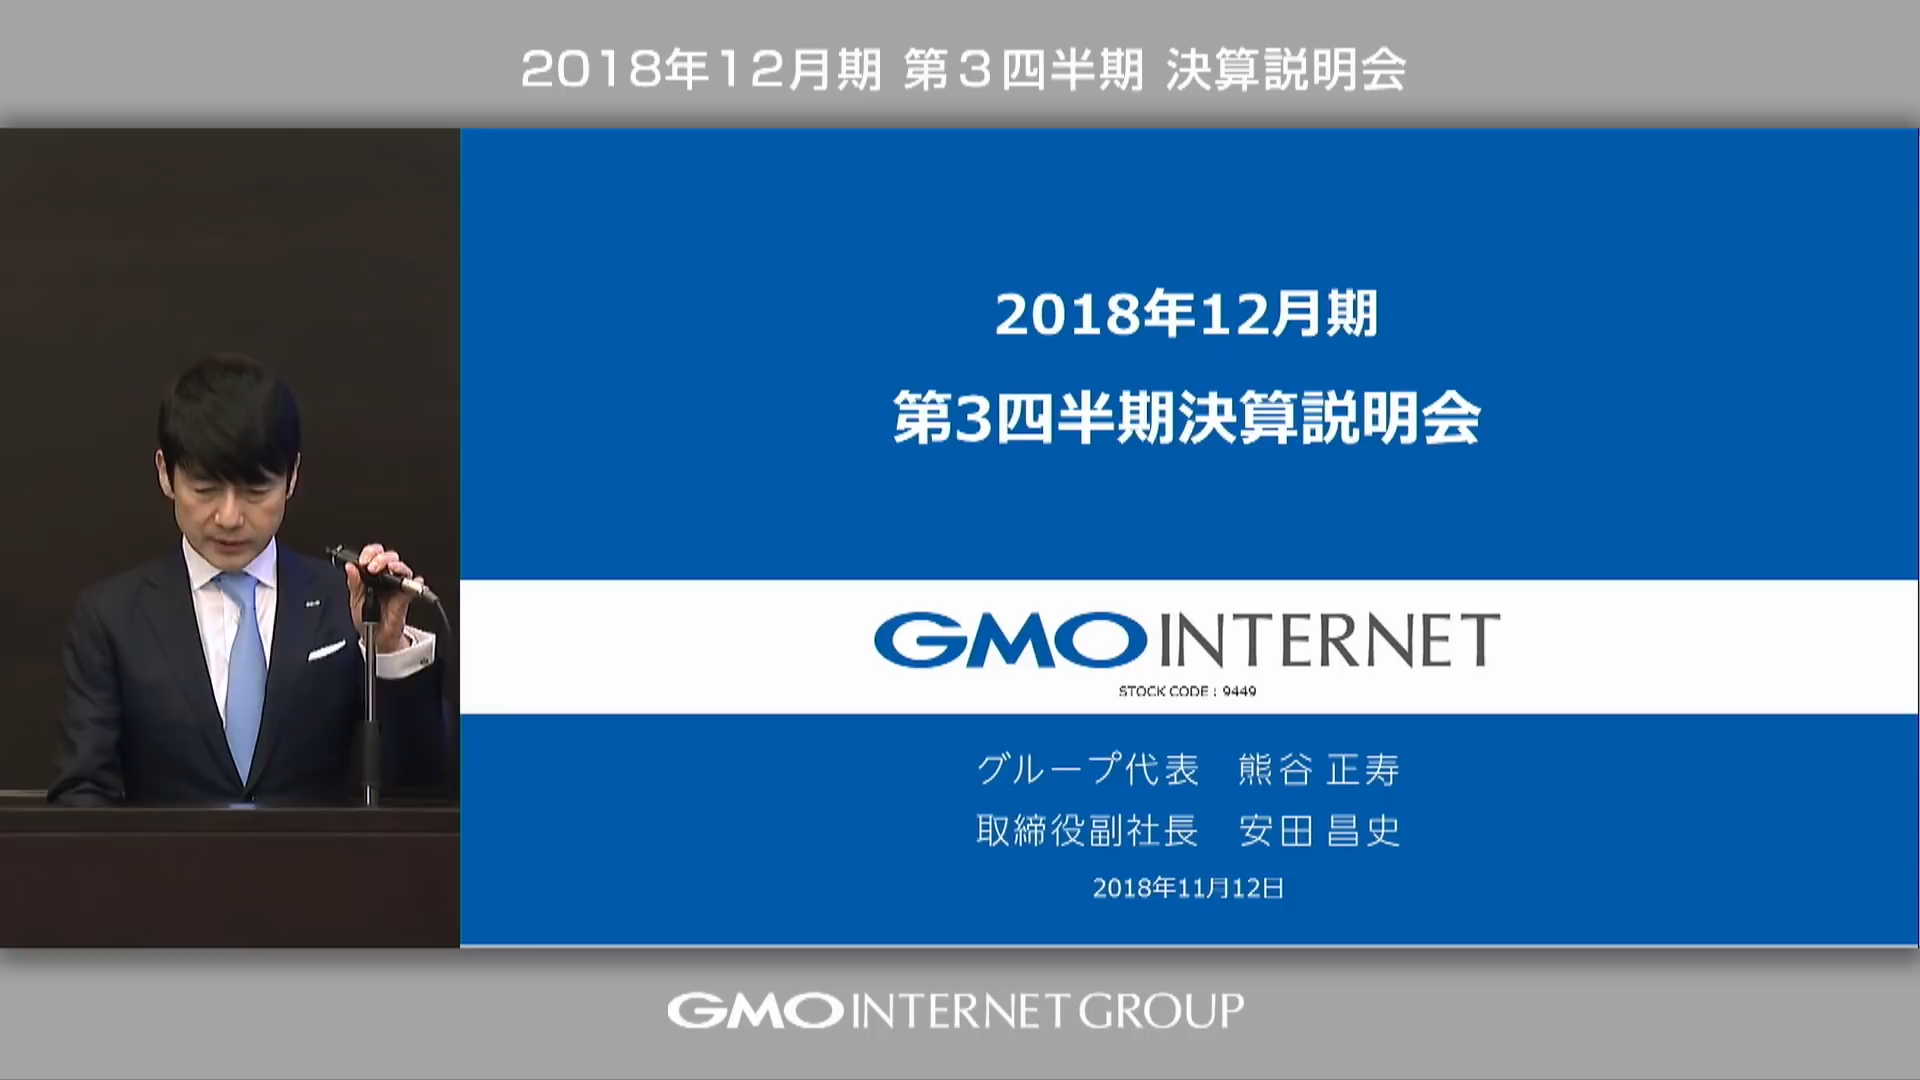 2018年12月期 第３四半期 決算説明会
2018年12月期
第3四半期決算説明会
GMO INTERNET
STOCK CODE : 9449
グループ代表　熊谷 正寿
取締役副社長　安田 昌史
2018年11月12日
GMO INTERNET GROUP